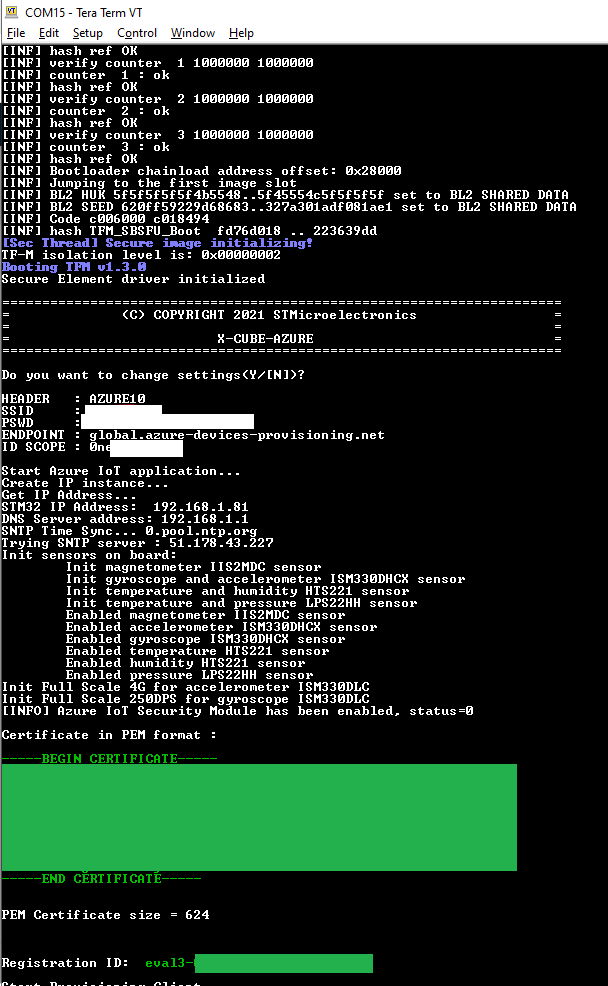 COM15 - Tera Term VT
File Edit Setup Control Window Help
[INF] hash ref OK
[INF] verify counter  1 1000000 1000000
[INF] counter  1 : ok
[INF] hash ref OK
[INF] verify counter  2 1000000 1000000
[INF] counter  2 : ok
[INF] hash ref OK
[INF] verify counter  3 1000000 1000000
[INF] counter  3 : ok
[INF] hash ref OK
[INF] Bootloader chainload address offset: 0x28000
[INF] Jumping to the first image slot
[INF] BL2 HUK 5f5f5f5f5f4b5548..5f45554c5f5f5f5f set to BL2 SHARED DATA
[INF] BL2 SEED 620ff59229d68683..327a301adf081ae1 set to BL2 SHARED DATA
[INF] Code c006000 c018494
[INF] hash TFM_SBSFU_Boot  fd76d018 .. 223639dd
[Sec Thread] Secure image initializing!
TF-M isolation level is: 0x00000002
Booting TFM v1.3.0
Secure Element driver initialized
======================================================================
=              (C) COPYRIGHT 2021 STMicroelectronics                 =
=                                                                    =
=                          X-CUBE-AZURE                              =
======================================================================
Do you want to change settings(Y/[N])?
HEADER   : AZURE10
SSID     :
PSWD     :
ENDPOINT : global.azure-devices-provisioning.net
ID SCOPE : 0ne
Start Azure IoT application...
Create IP instance...
Get IP Address...
STM32 IP Address:  192.168.1.81
DNS Server address: 192.168.1.1
SNTP Time Sync... 0.pool.ntp.org
Trying SNTP server : 51.178.43.227
Init sensors on board:
Init magnetometer IIS2MDC sensor
Init gyroscope and accelerometer ISM330DHCX sensor
Init temperature and humidity HTS221 sensor
Init temperature and pressure LPS22HH sensor
Enabled magnetometer IIS2MDC sensor
Enabled accelerometer ISM330DHCX sensor
Enabled gyroscope ISM330DHCX sensor
Enabled temperature HTS221 sensor
Enabled humidity HTS221 sensor
Enabled pressure LPS22HH sensor
Init Full Scale 4G for accelerometer ISM330DLC
Init Full Scale 250DPS for gyroscope ISM330DLC
[INFO] Azure IoT Security Module has been enabled, status=0
Certificate in PEM format :
-----BEGIN CERTIFICATE-----
-----END CERTIFICATE-----
PEM Certificate size = 624
Registration ID:  eval3-
Start Provisioning Client